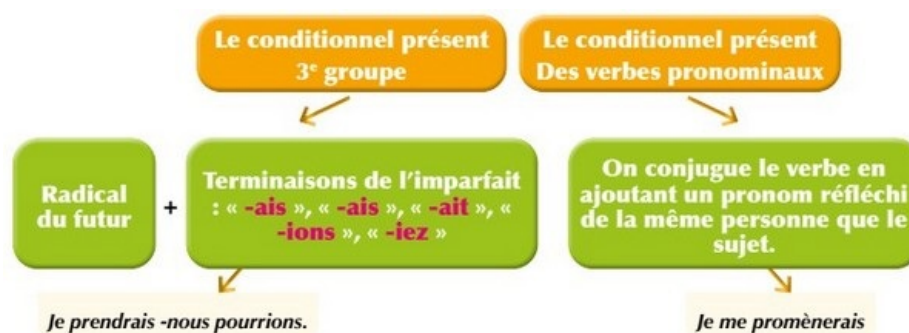 Le conditionnel présent
3e groupe
Le conditionnel présent
Des verbes pronominaux
Radical
du futur
+
Terminaisons de l'imparfait
: « -ais », « -ais », « -ait », «
-ions », « -iez »
On conjugue le verbe en
ajoutant un pronom réfléchi
de la même personne que le
sujet.
Je prendrais -nous pourrions.
Je me promènerais